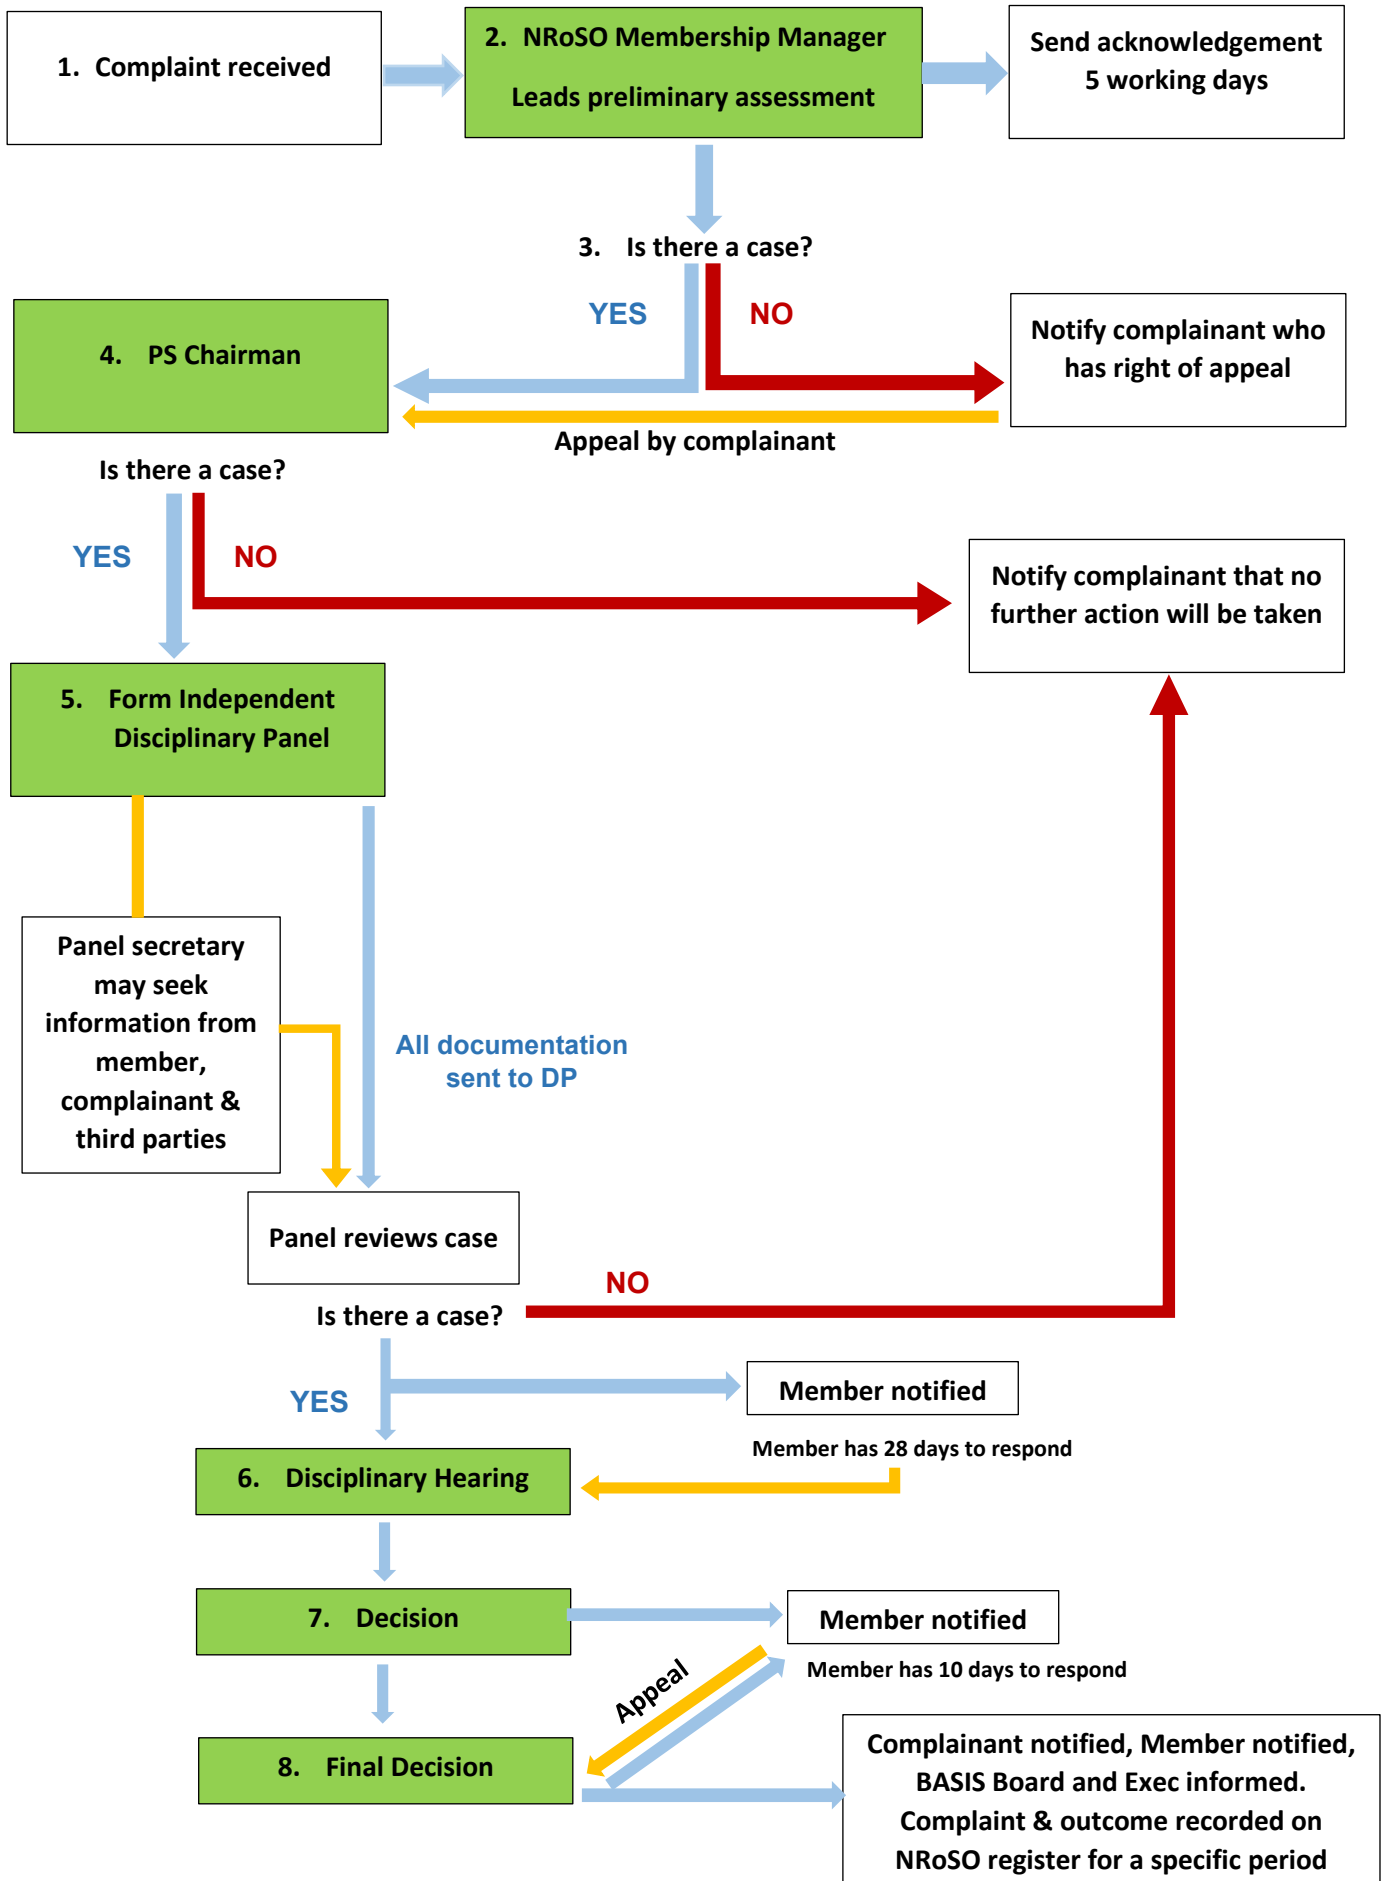 1. Complaint received
2. NRoSO Membership Manager
Leads preliminary assessment
Send acknowledgement
5 working days
3. Is there a case?
YES
NO
4. PS Chairman
Notify complainant who
has right of appeal
Appeal by complainant
Is there a case?
YES
NO
Notify complainant that no
further action will be taken
5. Form Independent
Disciplinary Panel
Panel secretary
may seek
information from
member,
complainant &
third parties
All documentation
sent to DP
Panel reviews case
NO
Is there a case?
YES
Member notified
Member has 28 days to respond
6. Disciplinary Hearing
7. Decision
Member notified
Member has 10 days to respond
Appeal
8. Final Decision
Complainant notified, Member notified,
BASIS Board and Exec informed.
Complaint & outcome recorded on
NRoSO register for a specific period